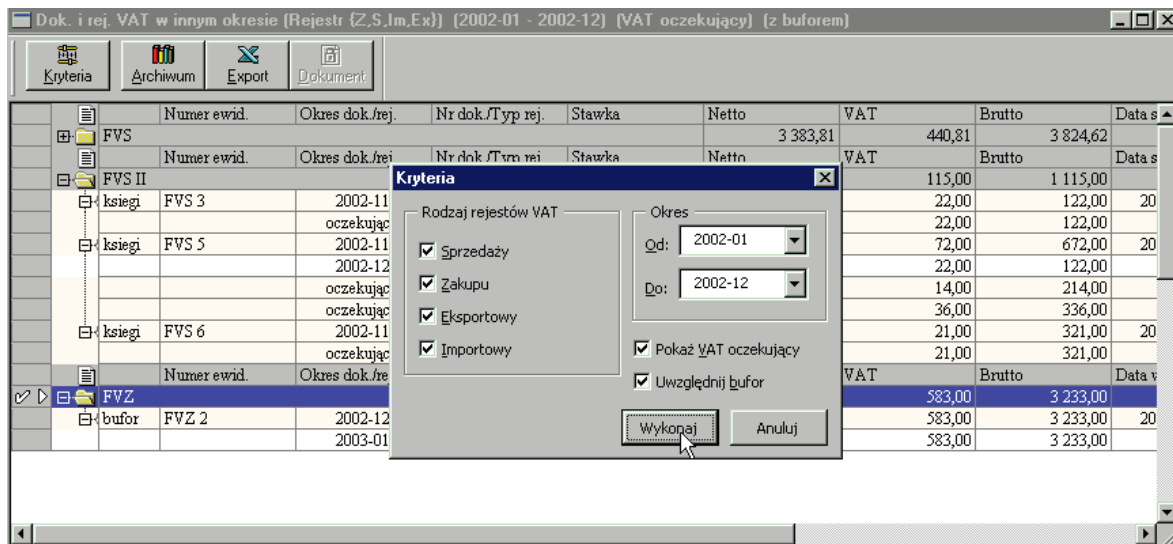 Dok. i rej. VAT w innym okresie (Rejestr {Z,S,Im,Ex}) (2002-01 - 2002-12) (VAT oczekujący) (z buforem)
Kryteria Archiwum Export Dokument
Numer ewid. Okres dok./rej. Nr dok./Typ rej. Stawka Netto VAT Brutto Data s
FVS 3 383,81 440,81 3 824,62
Numer ewid. Okres dok./rej. Nr dok./Typ rej. Stawka Netto VAT Brutto Data s
FVS II 115,00 1 115,00
ksiegi FVS 3 2002-11 22,00 122,00 20
oczekując 22,00 122,00
ksiegi FVS 5 2002-11 72,00 672,00 20
2002-12 22,00 122,00
oczekując 14,00 214,00
oczekując 36,00 336,00
ksiegi FVS 6 2002-11 21,00 321,00 20
oczekując 21,00 321,00
Numer ewid. Okres dok./re VAT Brutto Data w
FVZ 583,00 3 233,00
bufor FVZ 2 2002-12 583,00 3 233,00 20
2003-01 583,00 3 233,00
Kryteria
Rodzaj rejestów VAT
Sprzedaży
Zakupu
Eksportowy
Importowy
Okres
Od: 2002-01
Do: 2002-12
Pokaż VAT oczekujący
Uwzględnij bufor
Wykonaj Anuluj